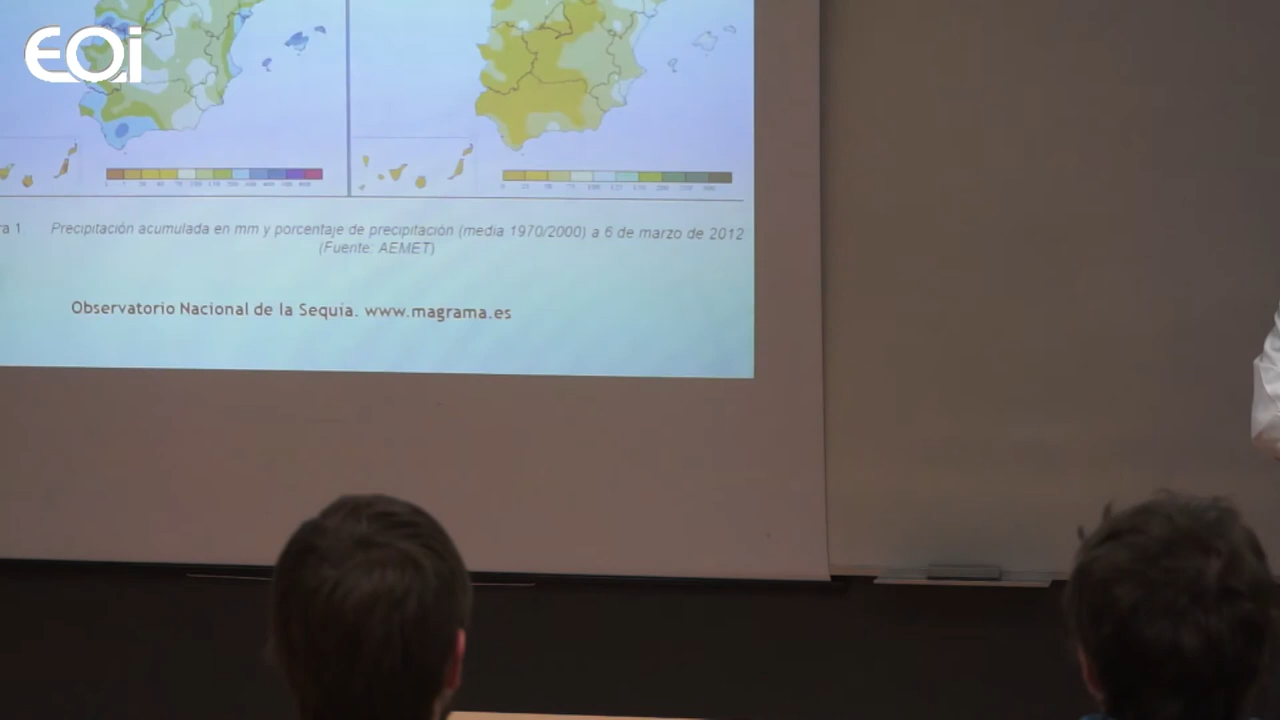 EOi
ra 1. Precipitación acumulada en mm y porcentaje de precipitación (media 1970/2000) a 6 de marzo de 2012
(Fuente: AEMET)
Observatorio Nacional de la Sequía. www.magrama.es